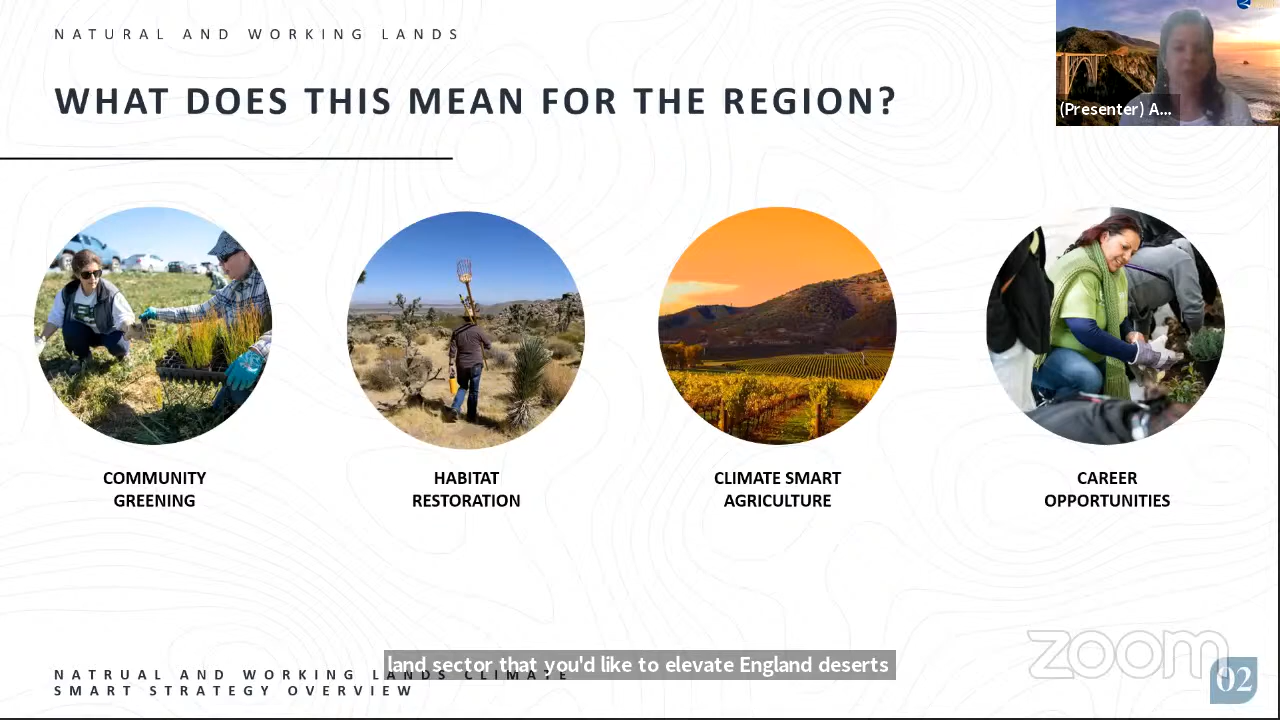 NATURAL AND WORKING LANDS
WHAT DOES THIS MEAN FOR THE REGION?
(Presenter) A...
COMMUNITY
GREENING
HABITAT
RESTORATION
CLIMATE SMART
AGRICULTURE
CAREER
OPPORTUNITIES
land sector that you'd like to elevate England deserts
NATRUAL AND WORKING LANDS CLIMATE
SMART STRATEGY OVERVIEW
zoom
02